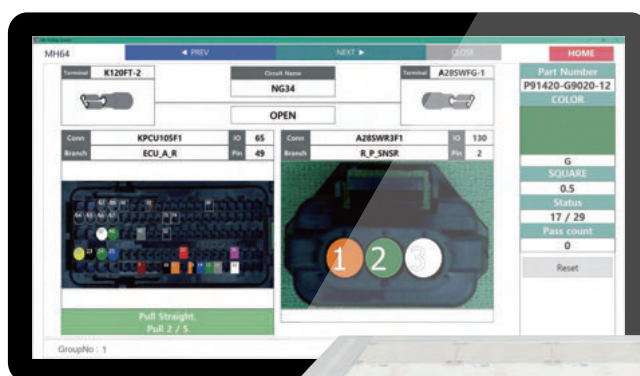 MH64
◄ PREV
NEXT ►
CLOSE
HOME
Terminal K120FT-2
Circuit Name
NG34
Terminal A28SWFG-1
OPEN
Conn KPCU105F1 IO 65
Branch ECU_A_R Pin 49
Conn A28SWR3F1 IO 130
Branch R_P_SNSR Pin 2
1 2 3
Pull Straight.
Pull 2 / 5
Part Number
P91420-G9020-12
COLOR
G
SQUARE
0.5
Status
17 / 29
Pass count
0
Reset
GroupNo : 1